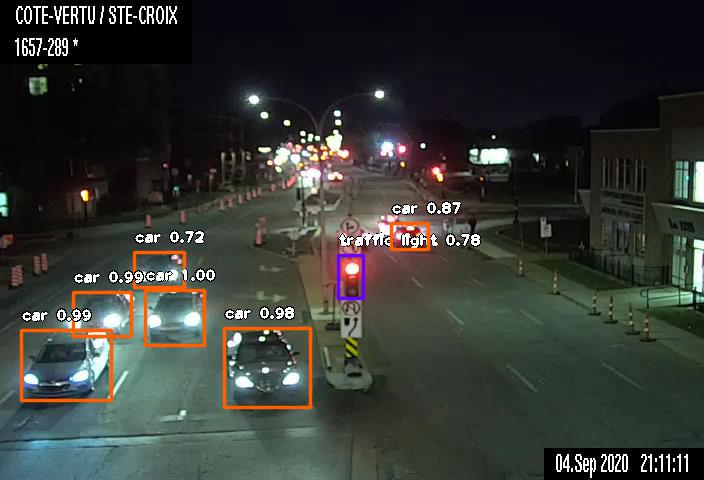 COTE-VERTU / STE-CROIX
1657-289 *
car 0.87
car 0.72
traffic light 0.78
car 0.99
car 1.00
car 0.99
car 0.98
04.Sep 2020 21:11:11